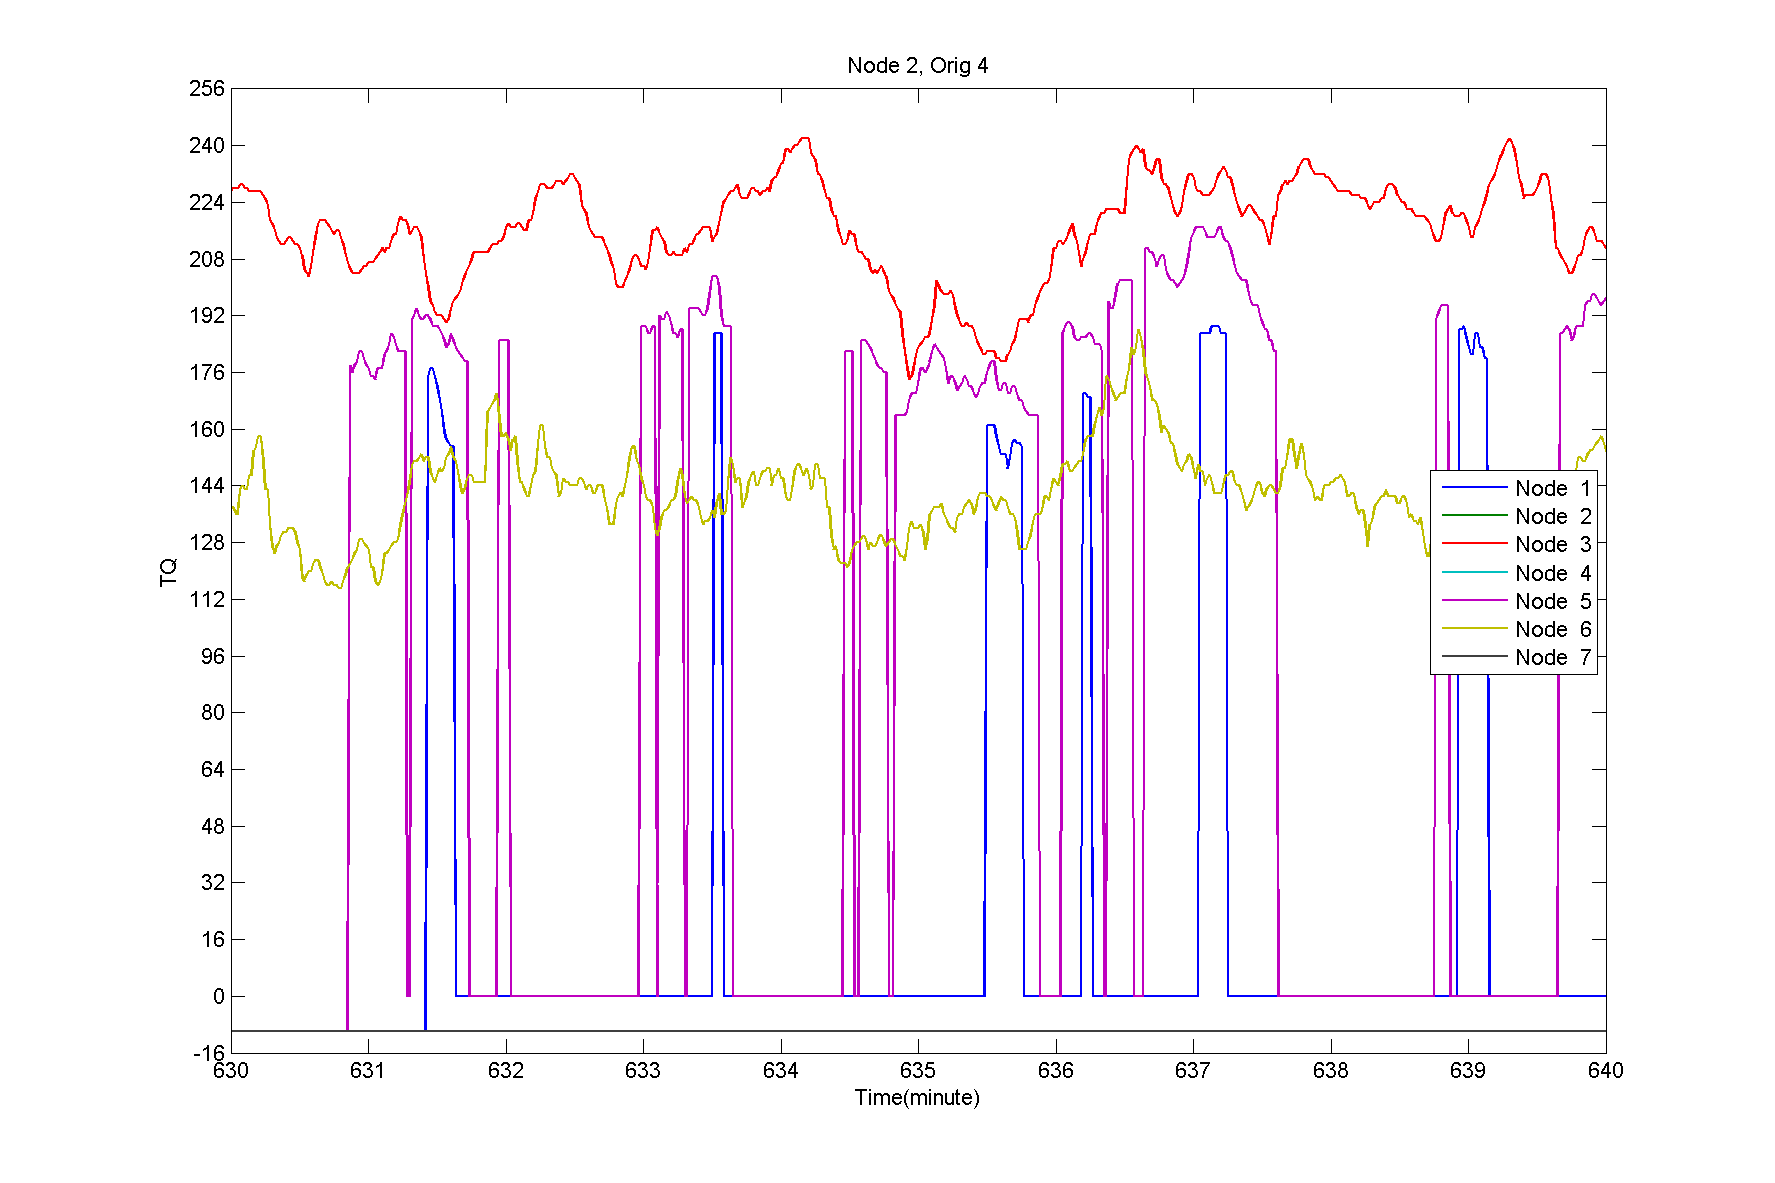 Node 2, Orig 4
256
240
224
208
192
176
160
144
128
112
96
80
64
48
32
16
0
-16
TQ
630 631 632 633 634 635 636 637 638 639 640
Time(minute)
Node 1
Node 2
Node 3
Node 4
Node 5
Node 6
Node 7